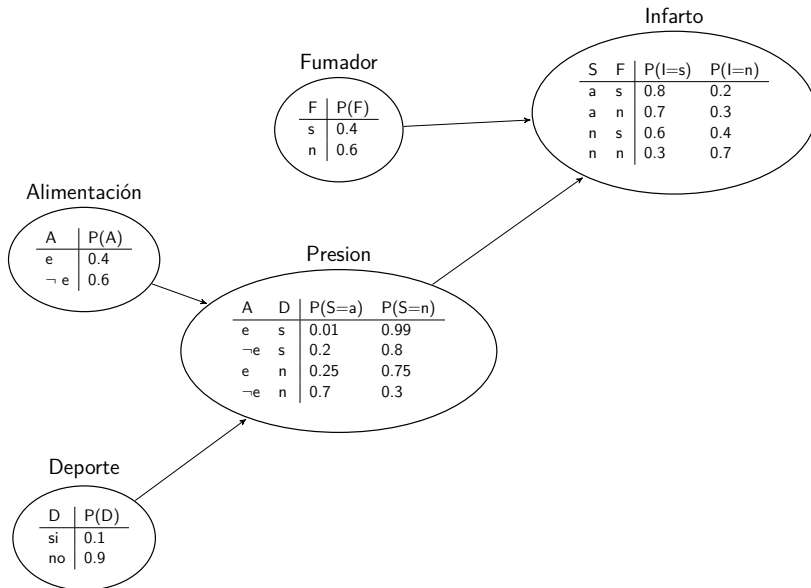 Infarto
S F P(I=s) P(I=n)
a s 0.8 0.2
a n 0.7 0.3
n s 0.6 0.4
n n 0.3 0.7
Fumador
F P(F)
s 0.4
n 0.6
Alimentación
A P(A)
e 0.4
¬ e 0.6
Presion
A D P(S=a) P(S=n)
e s 0.01 0.99
¬e s 0.2 0.8
e n 0.25 0.75
¬e n 0.7 0.3
Deporte
D P(D)
si 0.1
no 0.9